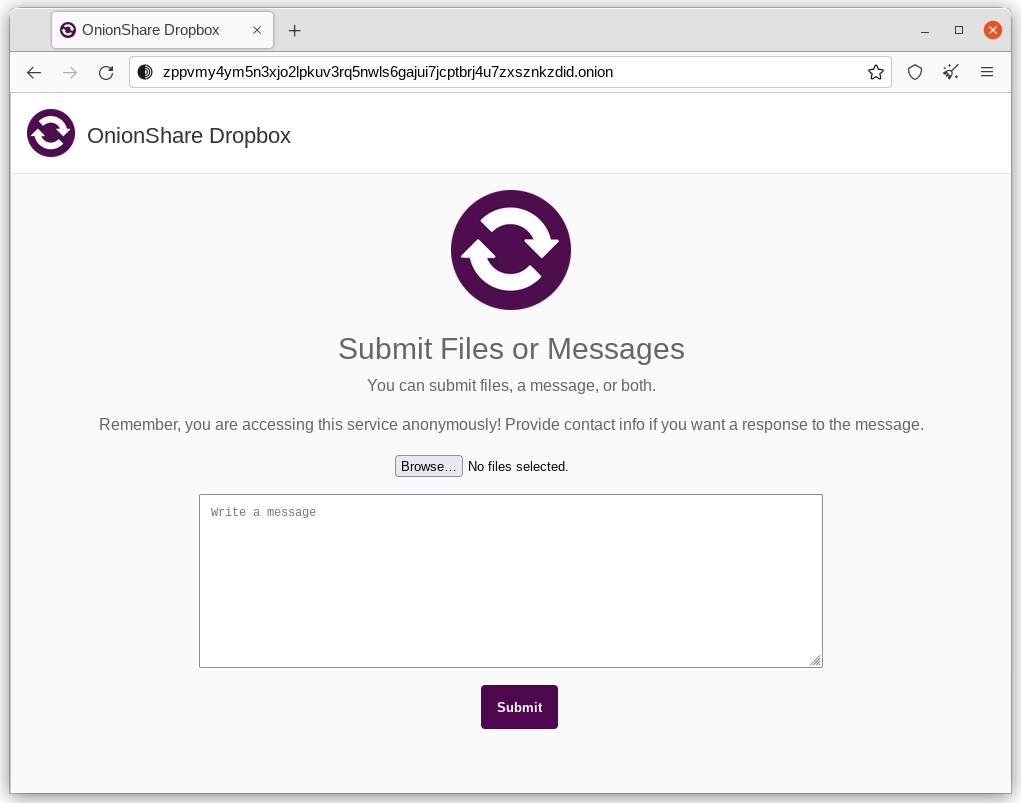 OnionShare Dropbox
zppvmy4ym5n3xjo2lpkuv3rq5nwls6gajui7jcptbrj4u7zxsznkzdid.onion
OnionShare Dropbox
Submit Files or Messages
You can submit files, a message, or both.
Remember, you are accessing this service anonymously! Provide contact info if you want a response to the message.
Browse… No files selected.
Write a message
Submit